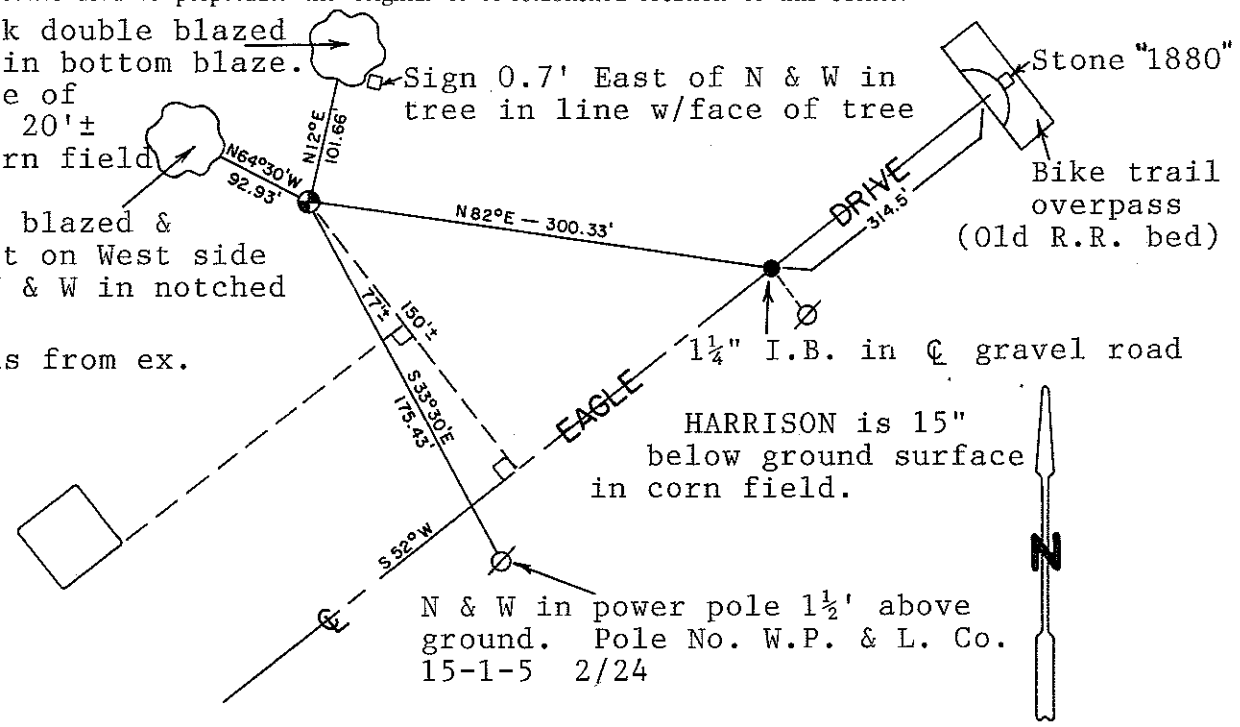 k double blazed
in bottom blaze.
e of
20'±
rn field
Sign 0.7' East of N & W in
tree in line w/face of tree
Stone "1880"
N12°E
101.66'
N64°30'W
92.93'
N82°E — 300.33'
DRIVE
314.5'
Bike trail
overpass
(Old R.R. bed)
blazed &
t on West side
& W in notched
s from ex.
77'±
150'±
S33°30'E
175.43'
EAGLE
1¼" I.B. in ℄ gravel road
HARRISON is 15"
below ground surface
in corn field.
S52°W
℄
N
N & W in power pole 1½' above
ground. Pole No. W.P. & L. Co.
15-1-5 2/24